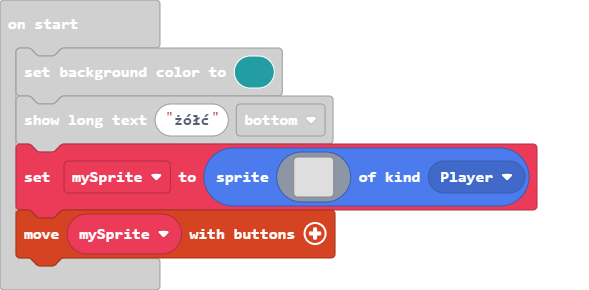 on start
set background color to
show long text "żółć" bottom
set mySprite to sprite of kind Player
move mySprite with buttons